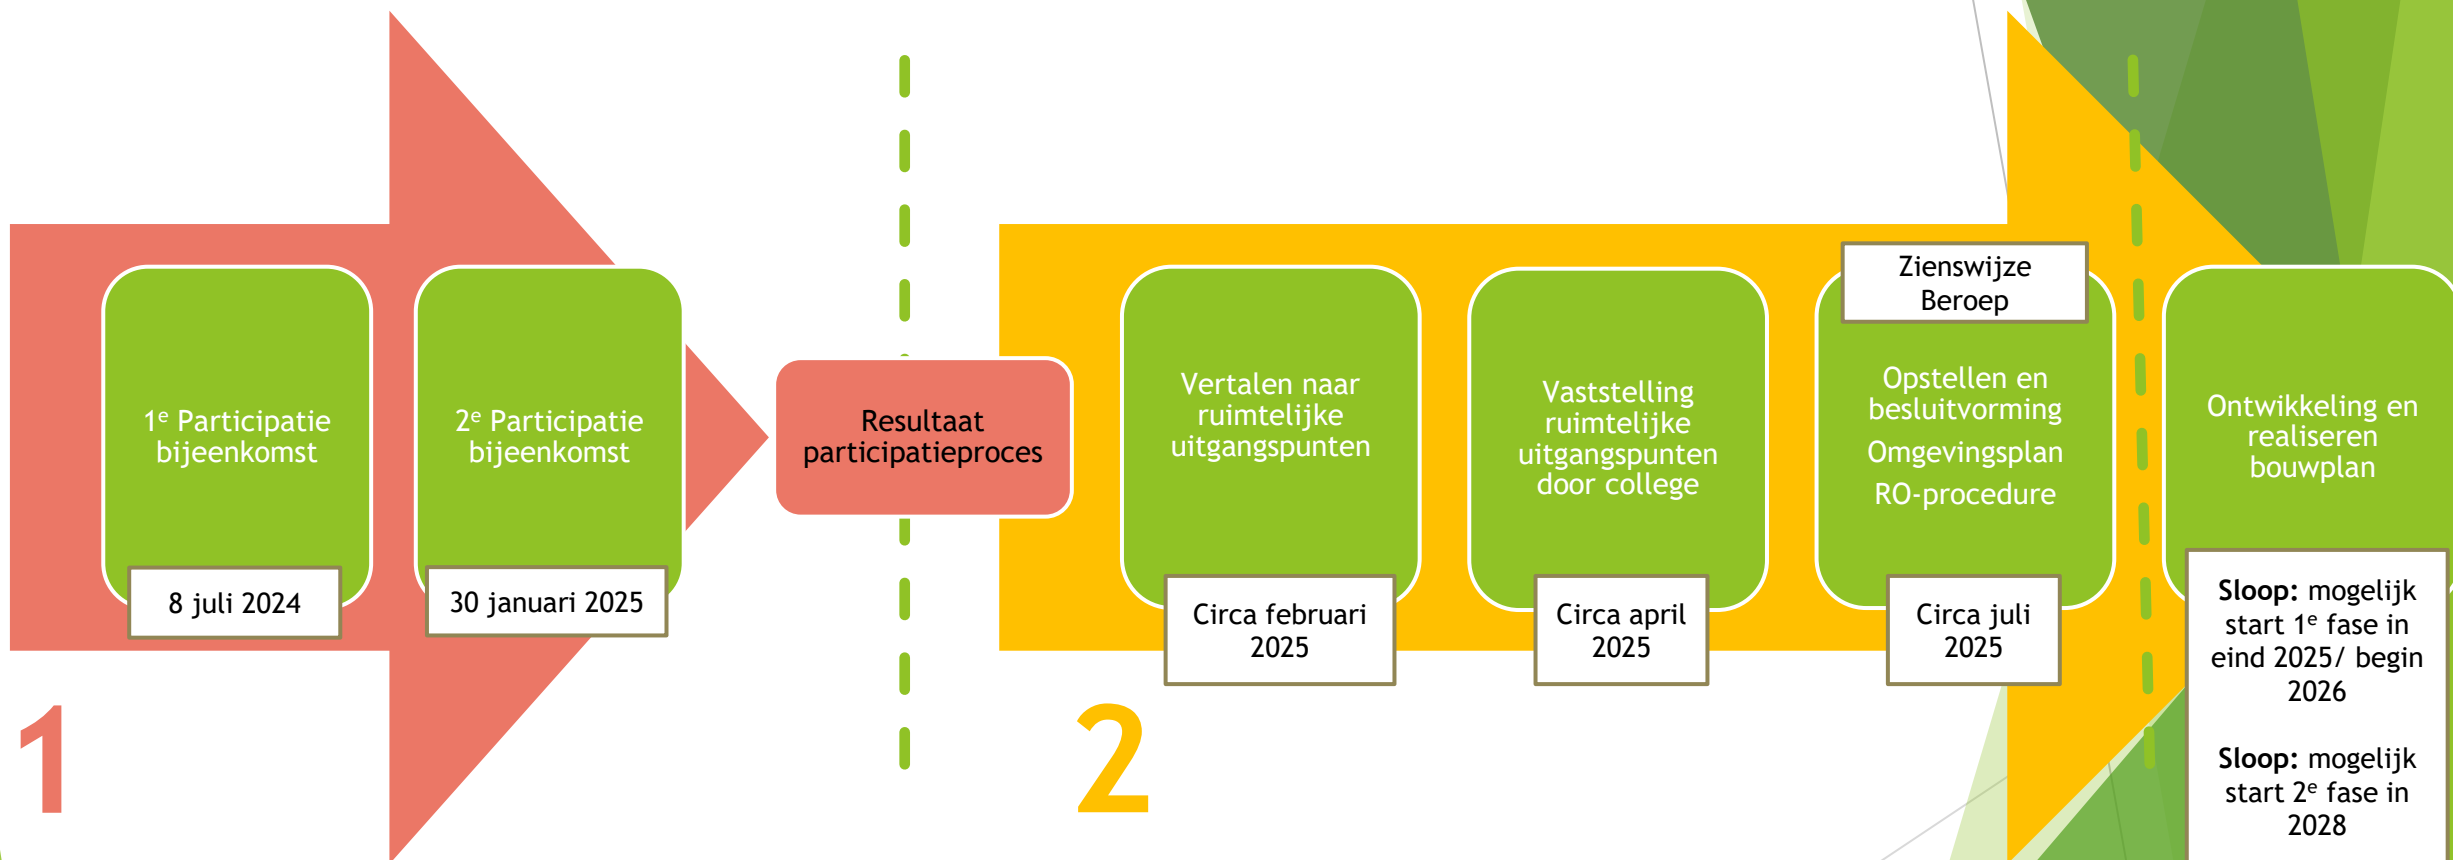 1e Participatie
bijeenkomst
8 juli 2024
2e Participatie
bijeenkomst
30 januari 2025
1
Resultaat
participatieproces
Vertalen naar
ruimtelijke
uitgangspunten
Circa februari
2025
Vaststelling
ruimtelijke
uitgangspunten
door college
Circa april
2025
Zienswijze
Beroep
Opstellen en
besluitvorming
Omgevingsplan
RO-procedure
Circa juli
2025
2
Ontwikkeling en
realiseren
bouwplan
Sloop: mogelijk
start 1e fase in
eind 2025/ begin
2026
Sloop: mogelijk
start 2e fase in
2028